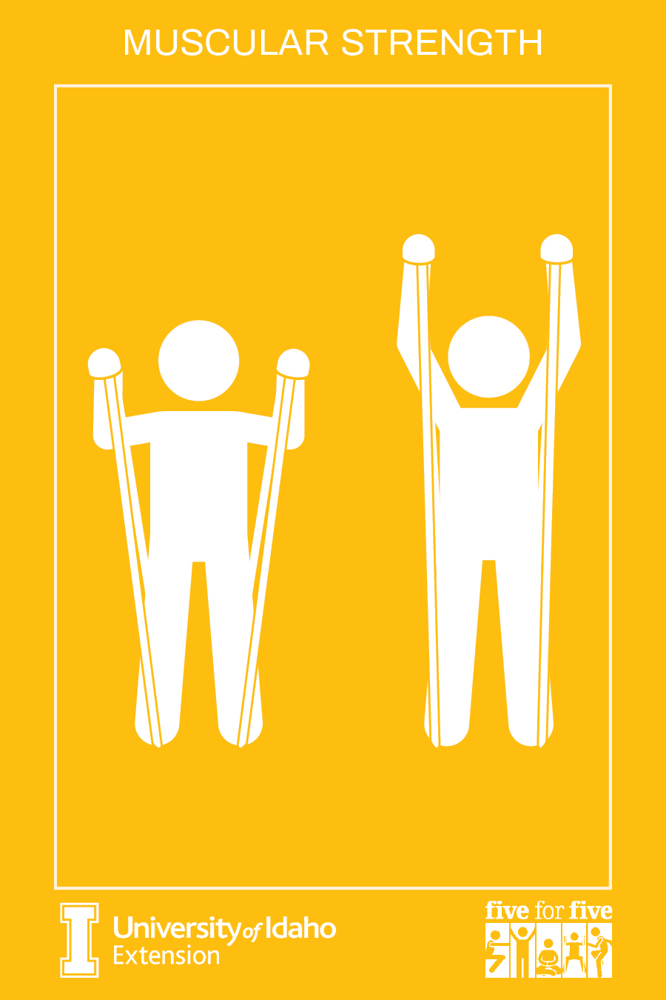 MUSCULAR STRENGTH
I
University of Idaho
Extension
five for five